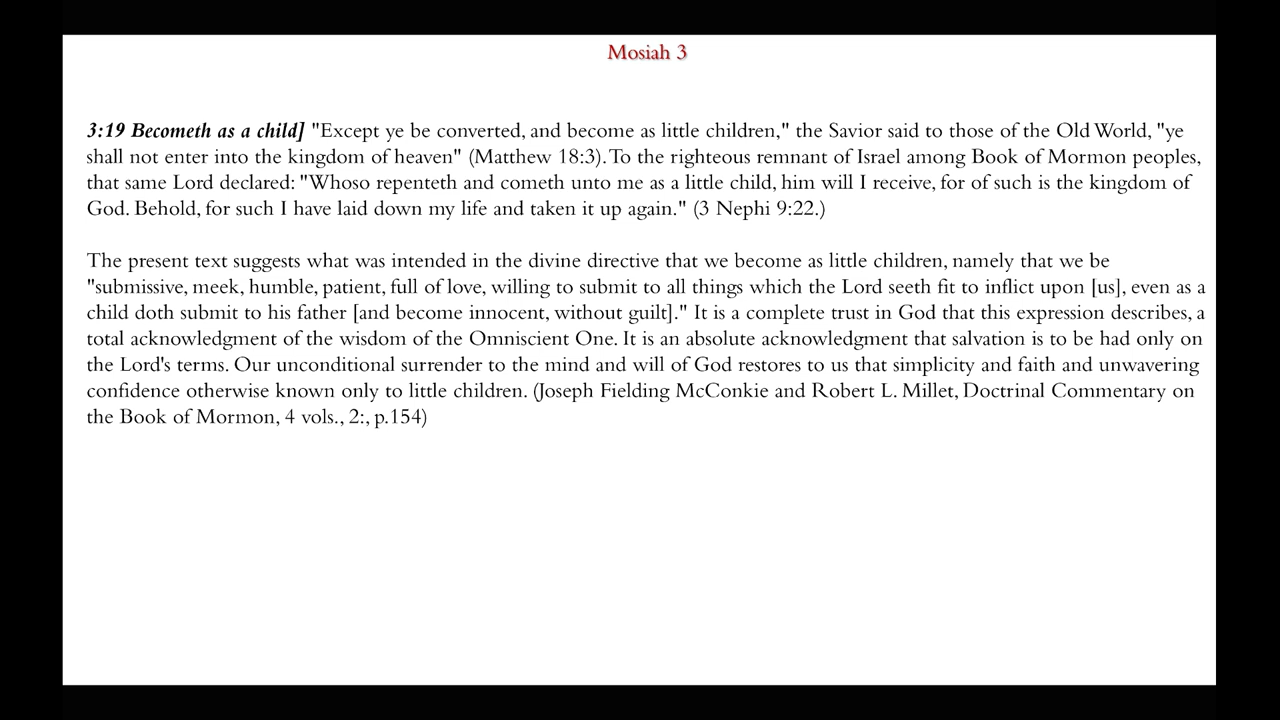 Mosiah 3
3:19 Becometh as a child] "Except ye be converted, and become as little children," the Savior said to those of the Old World, "ye
shall not enter into the kingdom of heaven" (Matthew 18:3). To the righteous remnant of Israel among Book of Mormon peoples,
that same Lord declared: "Whoso repenteth and cometh unto me as a little child, him will I receive, for of such is the kingdom of
God. Behold, for such I have laid down my life and taken it up again." (3 Nephi 9:22.)
The present text suggests what was intended in the divine directive that we become as little children, namely that we be
"submissive, meek, humble, patient, full of love, willing to submit to all things which the Lord seeth fit to inflict upon [us], even as a
child doth submit to his father [and become innocent, without guilt]." It is a complete trust in God that this expression describes, a
total acknowledgment of the wisdom of the Omniscient One. It is an absolute acknowledgment that salvation is to be had only on
the Lord's terms. Our unconditional surrender to the mind and will of God restores to us that simplicity and faith and unwavering
confidence otherwise known only to little children. (Joseph Fielding McConkie and Robert L. Millet, Doctrinal Commentary on
the Book of Mormon, 4 vols., 2:, p.154)